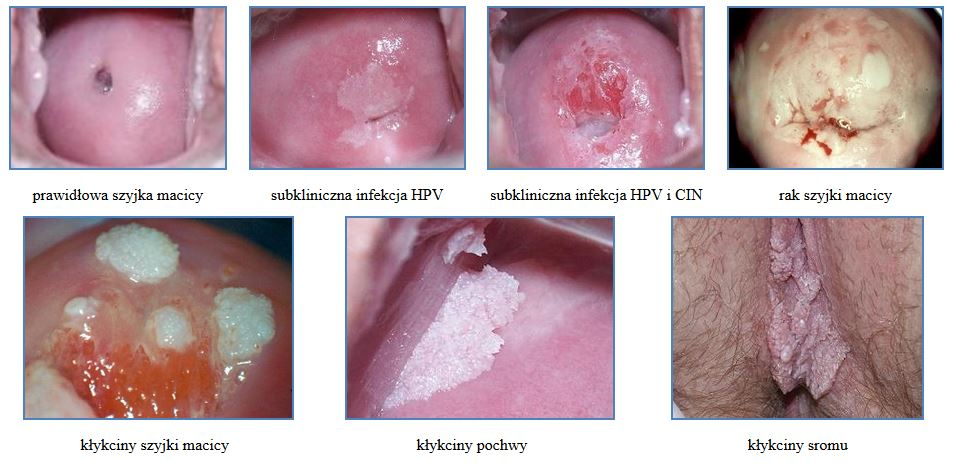 prawidłowa szyjka macicy
subkliniczna infekcja HPV
subkliniczna infekcja HPV i CIN
rak szyjki macicy
kłykciny szyjki macicy
kłykciny pochwy
kłykciny sromu